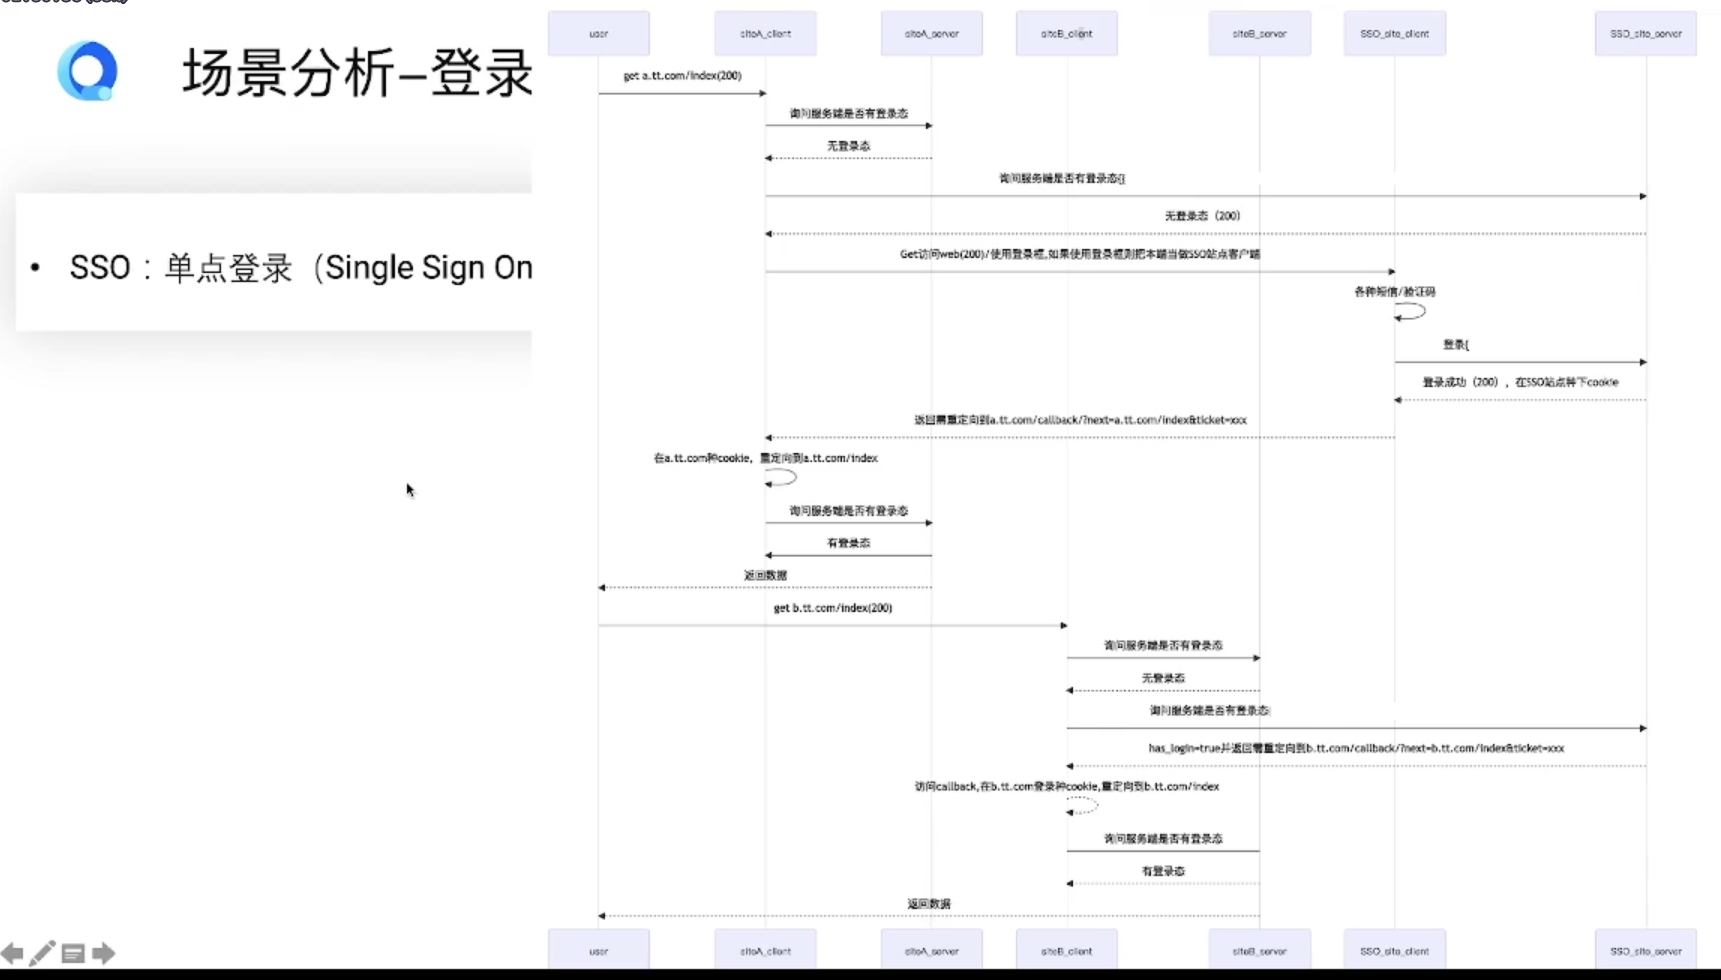 场景分析–登录
• SSO：单点登录（Single Sign On
user siteA_client siteA_server siteB_client siteB_server SSO_site_client SSO_site_server
get a.tt.com/index(200)
询问服务端是否有登录态
无登录态
询问服务端是否有登录态{}
无登录态（200）
Get访问web(200)/使用登录框,如果使用登录框则把本端当做SSO站点客户端
各种短信/验证码
登录{
登录成功（200），在SSO站点种下cookie
返回需重定向到a.tt.com/callback/?next=a.tt.com/index&ticket=xxx
在a.tt.com种cookie，重定向到a.tt.com/index
询问服务端是否有登录态
有登录态
返回数据
get b.tt.com/index(200)
询问服务端是否有登录态
无登录态
询问服务端是否有登录态
has_login=true并返回需重定向到b.tt.com/callback/?next=b.tt.com/index&ticket=xxx
访问callback,在b.tt.com登录种cookie,重定向到b.tt.com/index
询问服务端是否有登录态
有登录态
返回数据
user siteA_client siteA_server siteB_client siteB_server SSO_site_client SSO_site_server